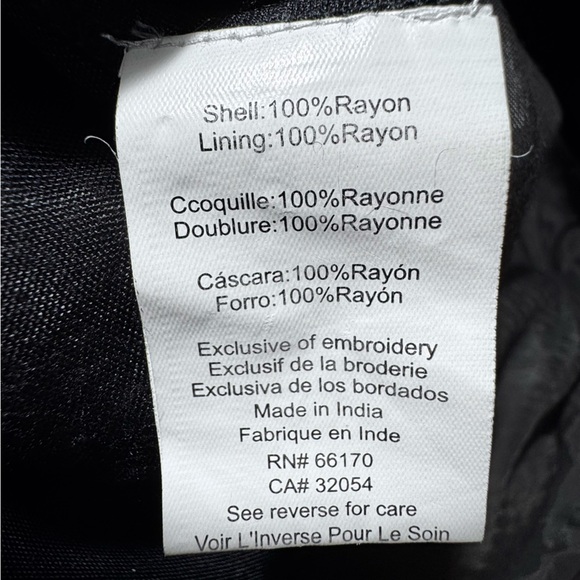 Shell:100%Rayon
Lining:100%Rayon
Ccoquille:100%Rayonne
Doublure:100%Rayonne
Cáscara:100%Rayón
Forro:100%Rayón
Exclusive of embroidery
Exclusif de la broderie
Exclusiva de los bordados
Made in India
Fabrique en Inde
RN# 66170
CA# 32054
See reverse for care
Voir L'Inverse Pour Le Soin